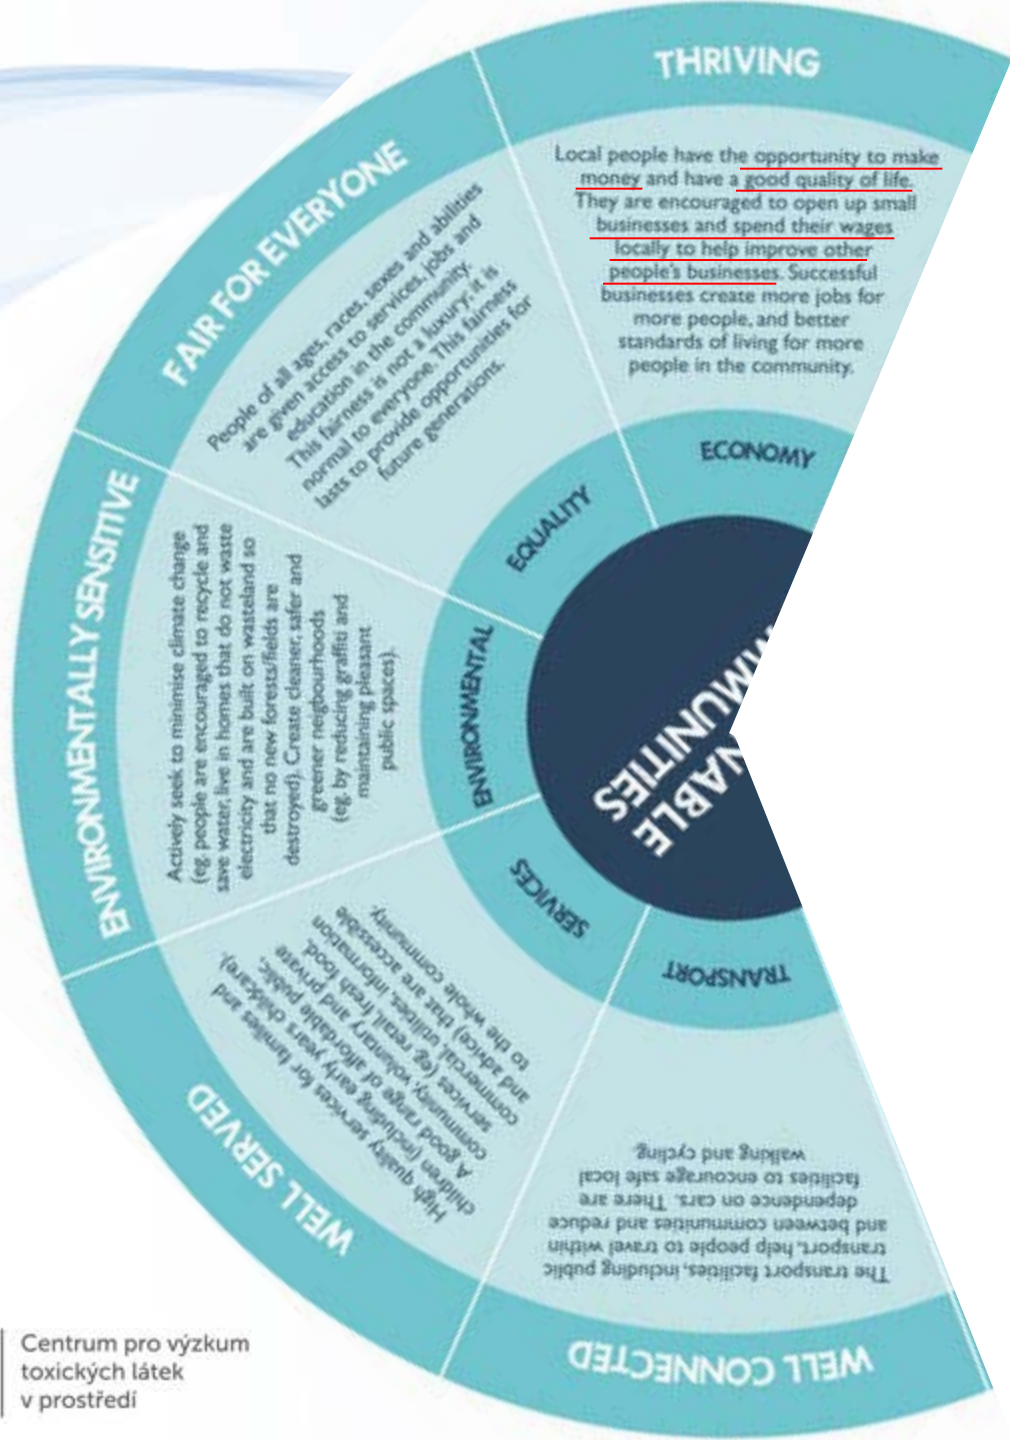 THRIVING
Local people have the opportunity to make
money and have a good quality of life.
They are encouraged to open up small
businesses and spend their wages
locally to help improve other
people's businesses. Successful
businesses create more jobs for
more people, and better
standards of living for more
people in the community.
ECONOMY
FAIR FOR EVERYONE
People of all ages, races, sexes and abilities
are given access to services, jobs and
education in the community.
This fairness is not a luxury, it is
normal to everyone. This fairness
lasts to provide opportunities for
future generations.
EQUALITY
ENVIRONMENTALLY SENSITIVE
Actively seek to minimise climate change
(eg. people are encouraged to recycle and
save water, live in homes that do not waste
electricity and are built on wasteland so
that no new forests/fields are
destroyed). Create cleaner, safer and
greener neigbourhoods
(eg. by reducing graffiti and
maintaining pleasant
public spaces).
ENVIRONMENTAL
WELL SERVED
High quality services for families and
children (including early years childcare).
A good range of affordable public,
community, voluntary and private
services (eg. retail, fresh food,
commercial, utilities, information
and advice) that are accessible
to the whole community.
SERVICES
WELL CONNECTED
The transport facilities, including public
transport, help people to travel within
and between communities and reduce
dependence on cars. There are
facilities to encourage safe local
walking and cycling.
TRANSPORT
NABLE
MUNITIES
Centrum pro výzkum
toxických látek
v prostředí